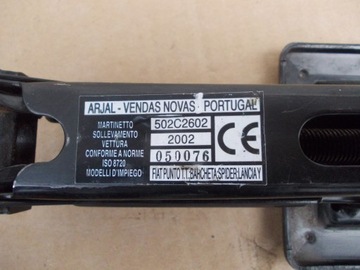 ARJAL - VENDAS NOVAS PORTUGAL
MARTINETTO
SOLLEVAMENTO
VETTURA
CONFORME A NORME
ISO 8720
MODELLI D'IMPIEGO
502C2602
2002
050076
CE
FIAT PUNTO T.T., BARCHETA, SPIDER, LANCIA Y